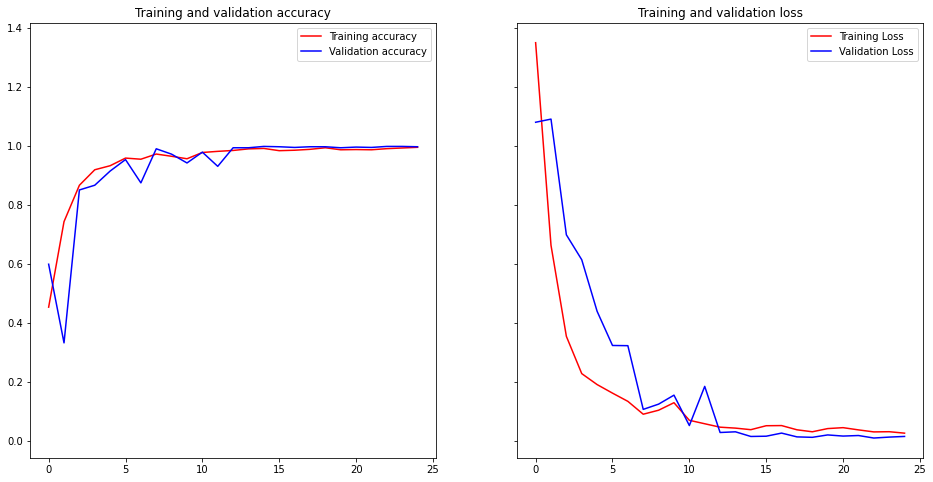 Training and validation accuracy
Training accuracy
Validation accuracy
1.4
1.2
1.0
0.8
0.6
0.4
0.2
0.0
0 5 10 15 20 25
Training and validation loss
Training Loss
Validation Loss
0 5 10 15 20 25